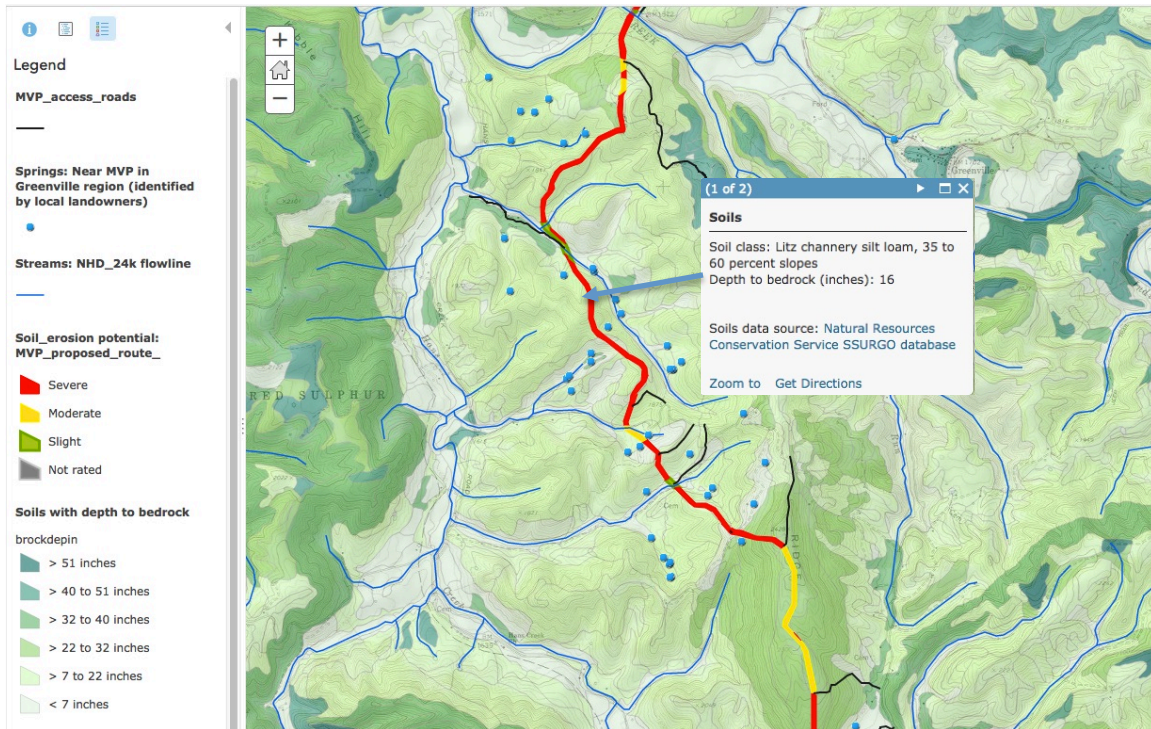 Legend
MVP_access_roads
Springs: Near MVP in
Greenville region (identified
by local landowners)
Streams: NHD_24k flowline
Soil_erosion potential:
MVP_proposed_route_
Severe
Moderate
Slight
Not rated
Soils with depth to bedrock
brockdepin
> 51 inches
> 40 to 51 inches
> 32 to 40 inches
> 22 to 32 inches
> 7 to 22 inches
< 7 inches
+
−
CREEK
Ford
Greenville
RED SULPHUR
Cem
RIDGE
Cem
(1 of 2)
Soils
Soil class: Litz channery silt loam, 35 to
60 percent slopes
Depth to bedrock (inches): 16
Soils data source: Natural Resources
Conservation Service SSURGO database
Zoom to Get Directions